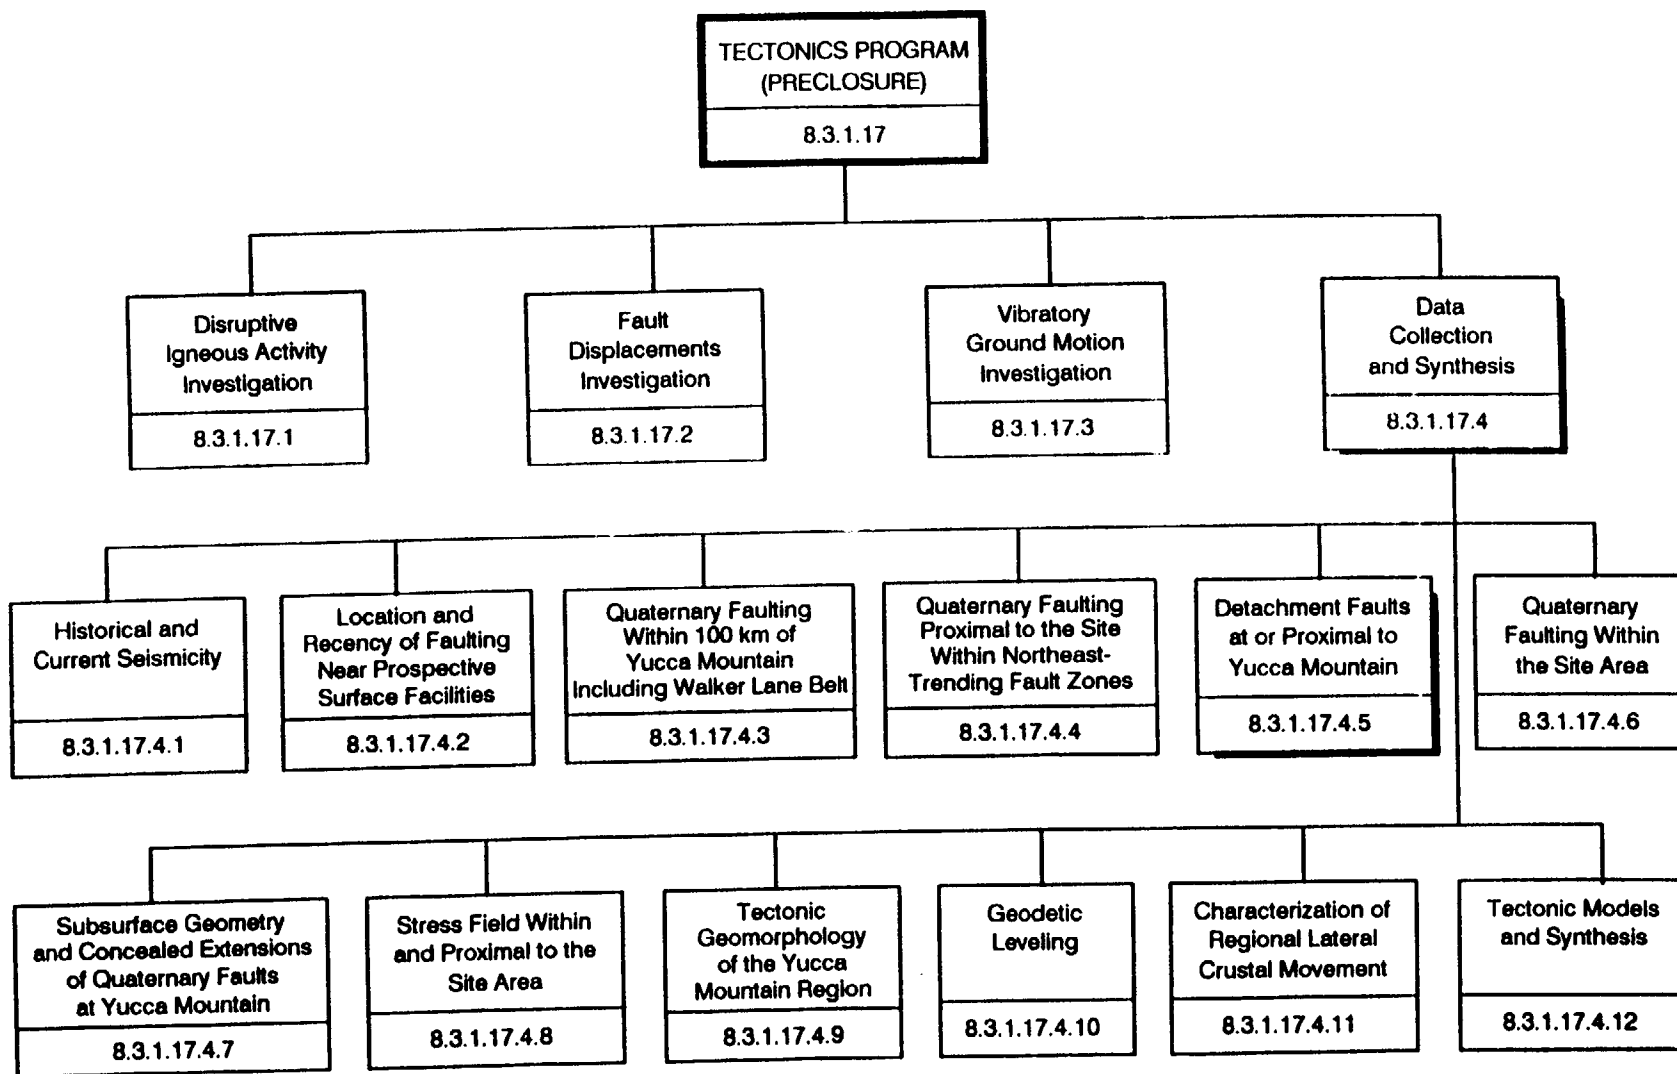 TECTONICS PROGRAM
(PRECLOSURE)
8.3.1.17
Disruptive
Igneous Activity
Investigation
8.3.1.17.1
Fault
Displacements
Investigation
8.3.1.17.2
Vibratory
Ground Motion
Investigation
8.3.1.17.3
Data
Collection
and Synthesis
8.3.1.17.4
Historical and
Current Seismicity
8.3.1.17.4.1
Location and
Recency of Faulting
Near Prospective
Surface Facilities
8.3.1.17.4.2
Quaternary Faulting
Within 100 km of
Yucca Mountain
Including Walker Lane Belt
8.3.1.17.4.3
Quaternary Faulting
Proximal to the Site
Within Northeast-
Trending Fault Zones
8.3.1.17.4.4
Detachment Faults
at or Proximal to
Yucca Mountain
8.3.1.17.4.5
Quaternary
Faulting Within
the Site Area
8.3.1.17.4.6
Subsurface Geometry
and Concealed Extensions
of Quaternary Faults
at Yucca Mountain
8.3.1.17.4.7
Stress Field Within
and Proximal to the
Site Area
8.3.1.17.4.8
Tectonic
Geomorphology
of the Yucca
Mountain Region
8.3.1.17.4.9
Geodetic
Leveling
8.3.1.17.4.10
Characterization of
Regional Lateral
Crustal Movement
8.3.1.17.4.11
Tectonic Models
and Synthesis
8.3.1.17.4.12